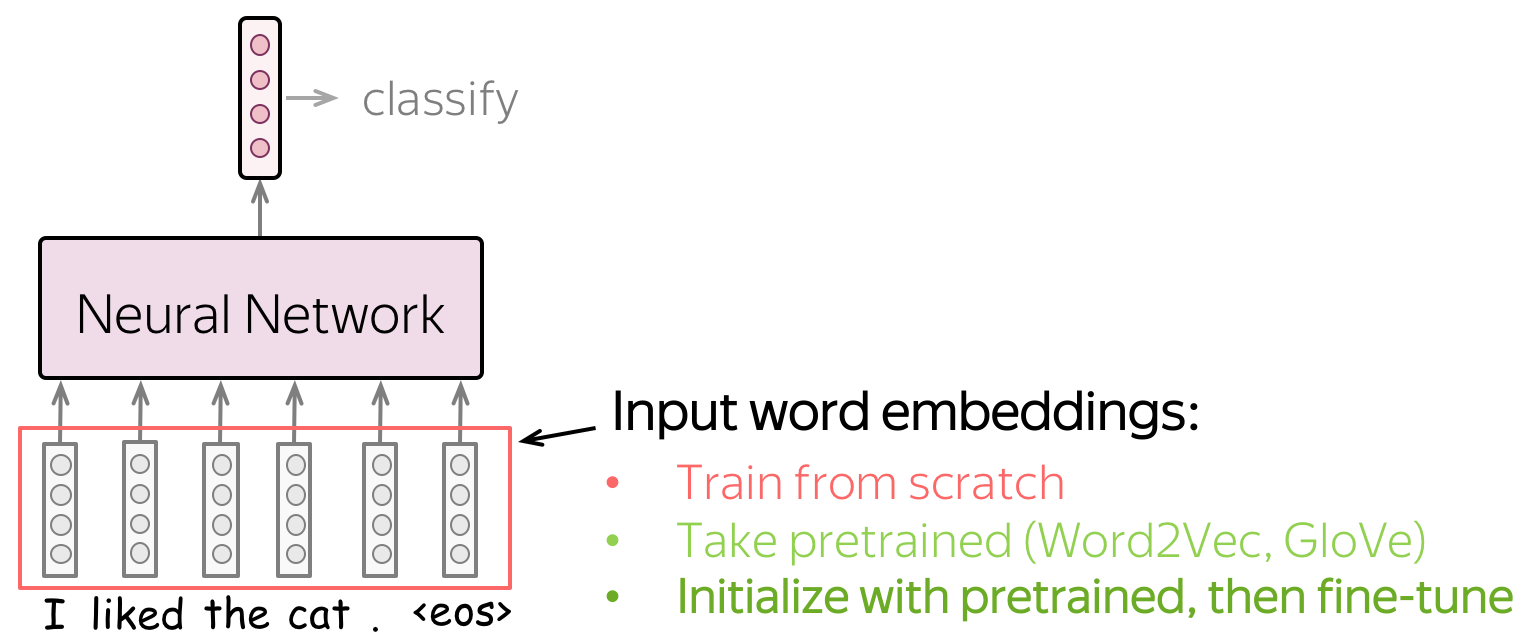 classify
Neural Network
Input word embeddings:
• Train from scratch
• Take pretrained (Word2Vec, GloVe)
• Initialize with pretrained, then fine-tune
I liked the cat . <eos>